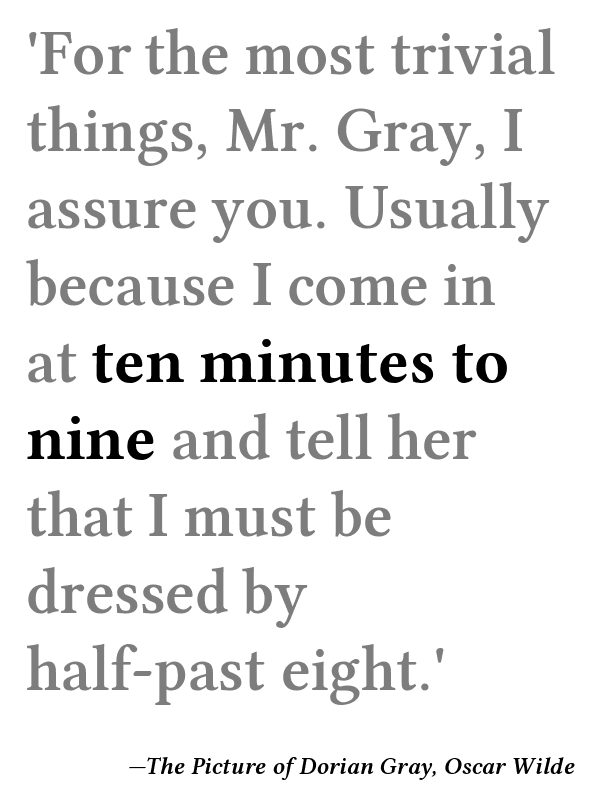 'For the most trivial
things, Mr. Gray, I
assure you. Usually
because I come in
at ten minutes to
nine and tell her
that I must be
dressed by
half-past eight.'
—The Picture of Dorian Gray, Oscar Wilde